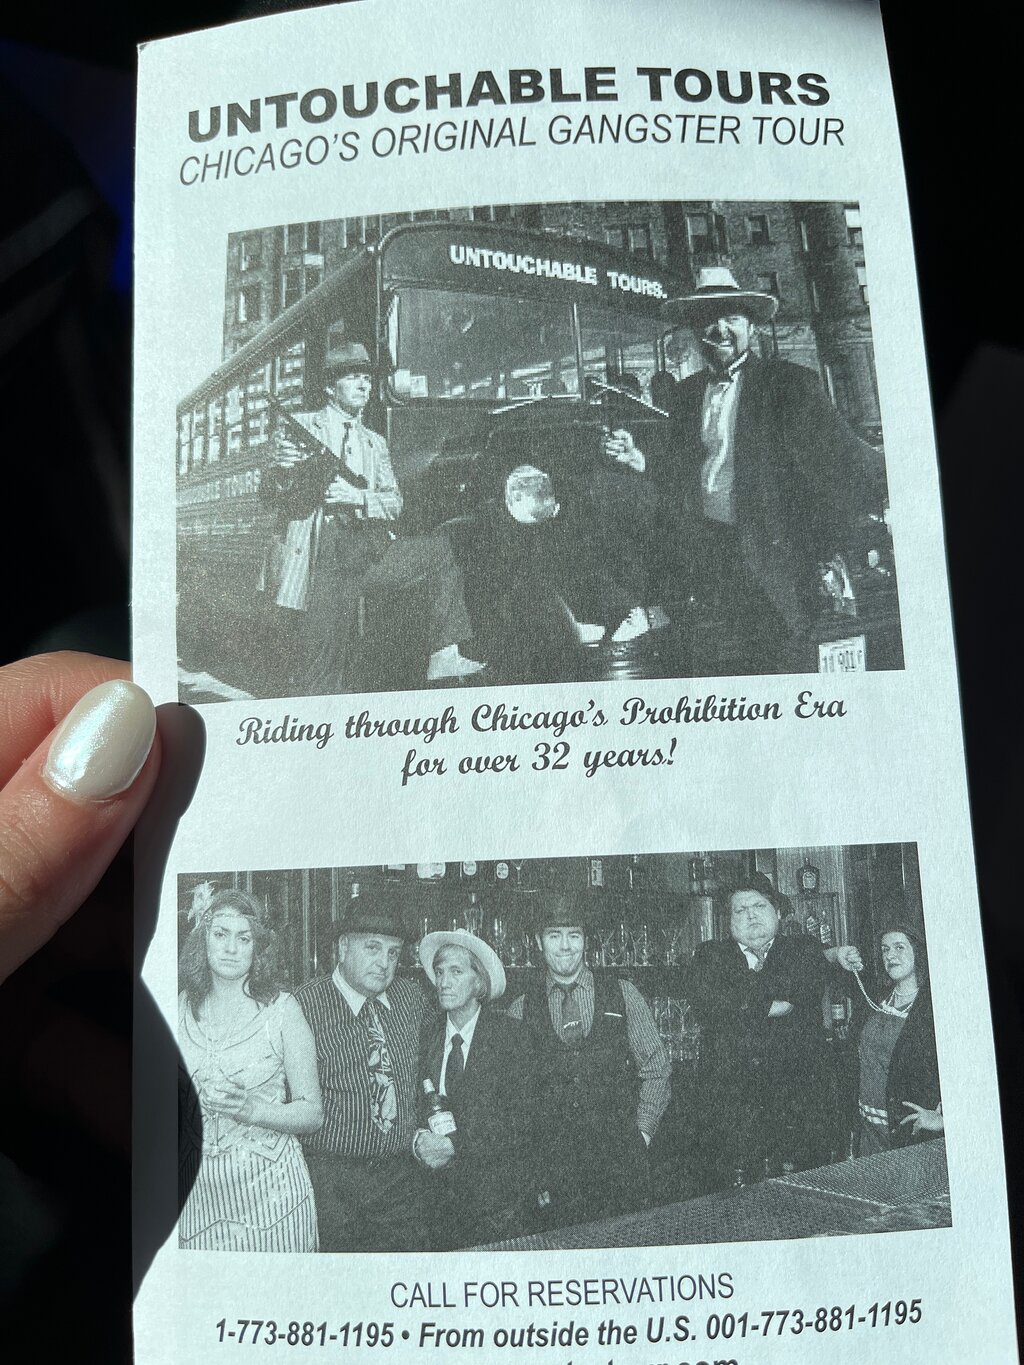 UNTOUCHABLE TOURS
CHICAGO'S ORIGINAL GANGSTER TOUR
UNTOUCHABLE TOURS.
TOURS
Riding through Chicago's Prohibition Era
for over 32 years!
CALL FOR RESERVATIONS
1-773-881-1195 • From outside the U.S. 001-773-881-1195